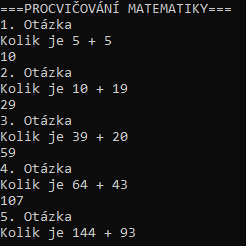 ===PROCVIČOVÁNÍ MATEMATIKY===
1. Otázka
Kolik je 5 + 5
10
2. Otázka
Kolik je 10 + 19
29
3. Otázka
Kolik je 39 + 20
59
4. Otázka
Kolik je 64 + 43
107
5. Otázka
Kolik je 144 + 93